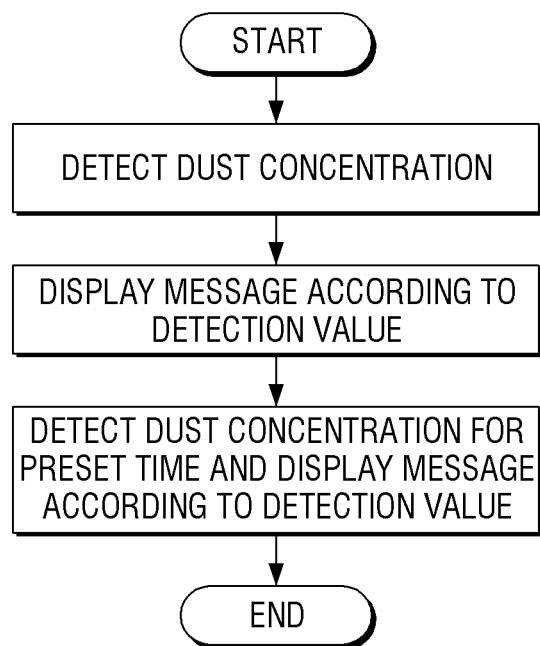 START
DETECT DUST CONCENTRATION
DISPLAY MESSAGE ACCORDING TO
DETECTION VALUE
DETECT DUST CONCENTRATION FOR
PRESET TIME AND DISPLAY MESSAGE
ACCORDING TO DETECTION VALUE
END